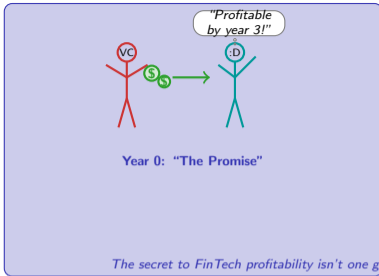 "Profitable
by year 3!"
VC
:D
$
$
Year 0: "The Promise"
The secret to FinTech profitability isn't one g